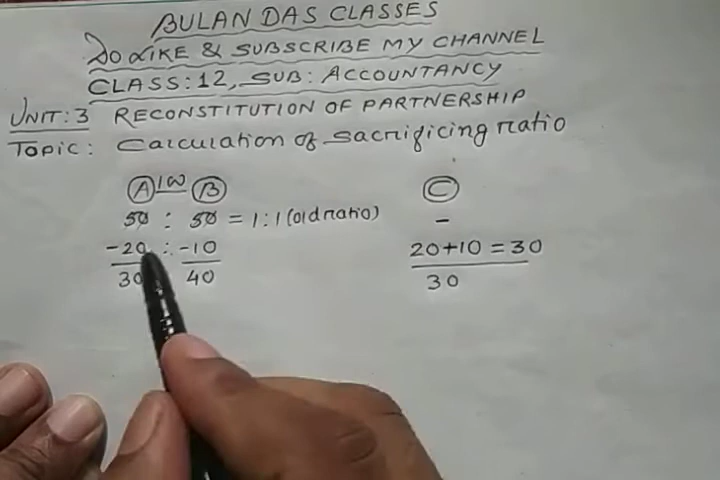 BULAN DAS CLASSES
DO LIKE & SUBSCRIBE MY CHANNEL
CLASS:12, SUB: ACCOUNTANCY
UNIT:3 RECONSTITUTION OF PARTNERSHIP
TOPIC: Calculation of Sacrificing ratio
A 100 B C
50 : 50 = 1:1 (old ratio) -
-20 : -10 20+10 = 30
30 40 30